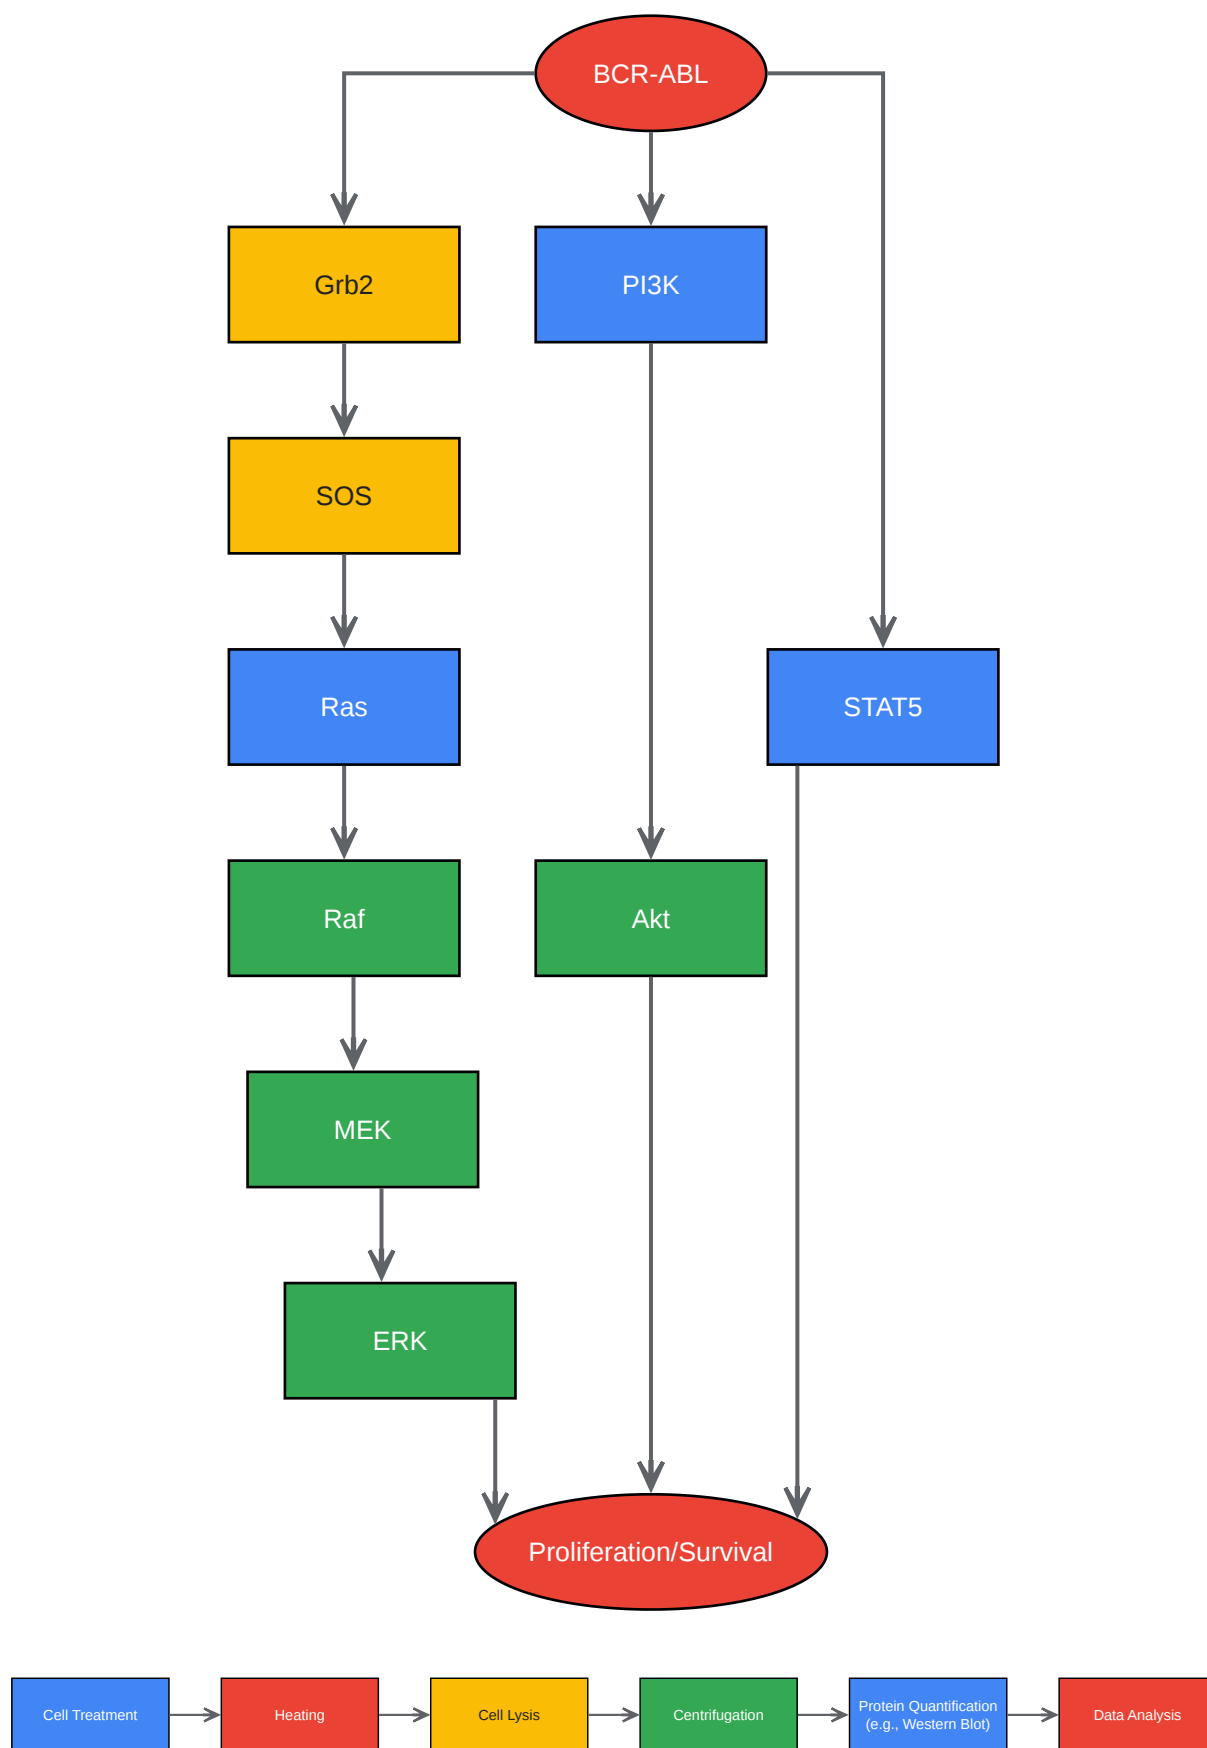 BCR-ABL
Grb2
PI3K
SOS
Ras
STAT5
Raf
Akt
MEK
ERK
Proliferation/Survival
Cell Treatment
Heating
Cell Lysis
Centrifugation
Protein Quantification
(e.g., Western Blot)
Data Analysis